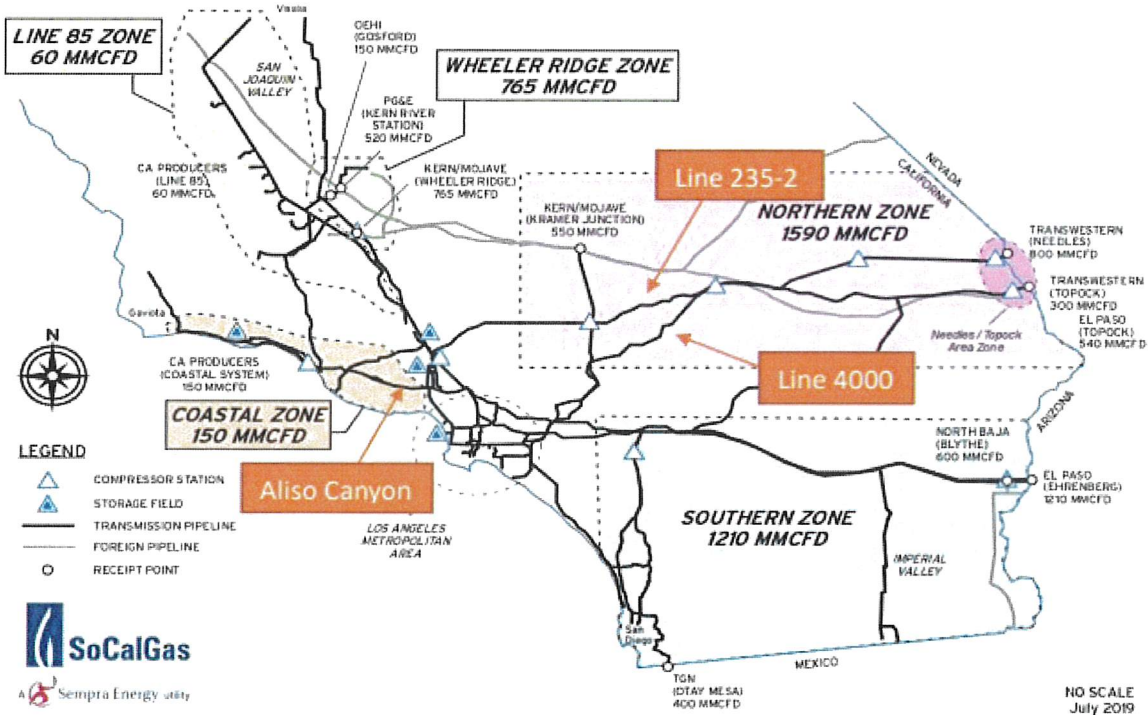 Visalia
LINE 85 ZONE
60 MMCFD
SAN
JOAQUIN
VALLEY
OEHI
(GOSFORD)
150 MMCFD
WHEELER RIDGE ZONE
765 MMCFD
PG&E
(KERN RIVER
STATION)
520 MMCFD
CA PRODUCERS
(LINE 85)
60 MMCFD
KERN/MOJAVE
(WHEELER RIDGE)
765 MMCFD
Line 235-2
NEVADA
CALIFORNIA
KERN/MOJAVE
(KRAMER JUNCTION)
550 MMCFD
NORTHERN ZONE
1590 MMCFD
TRANSWESTERN
(NEEDLES)
800 MMCFD
TRANSWESTERN
(TOPOCK)
300 MMCFD
EL PASO
(TOPOCK)
540 MMCFD
Needles / Topock
Area Zone
Gaviota
N
CA PRODUCERS
(COASTAL SYSTEM)
150 MMCFD
Line 4000
COASTAL ZONE
150 MMCFD
ARIZONA
NORTH BAJA
(BLYTHE)
600 MMCFD
EL PASO
(EHRENBERG)
1210 MMCFD
LEGEND
COMPRESSOR STATION
STORAGE FIELD
TRANSMISSION PIPELINE
FOREIGN PIPELINE
RECEIPT POINT
Aliso Canyon
LOS ANGELES
METROPOLITAN
AREA
SOUTHERN ZONE
1210 MMCFD
IMPERIAL
VALLEY
San
Diego
MEXICO
TGN
(OTAY MESA)
400 MMCFD
SoCalGas
A Sempra Energy utility
NO SCALE
July 2019